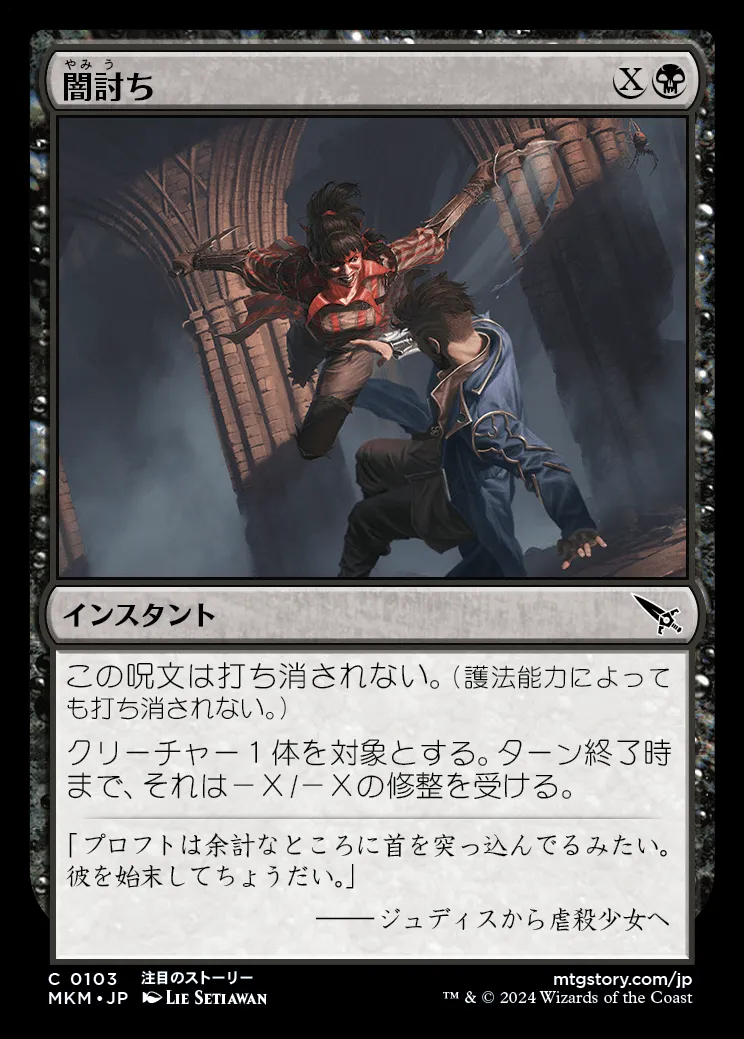 やみう
闇討ち
X
インスタント
この呪文は打ち消されない。（護法能力によって
も打ち消されない。）
クリーチャー１体を対象とする。ターン終了時
まで、それは－Ｘ/－Ｘの修整を受ける。
「プロフトは余計なところに首を突っ込んでるみたい。
彼を始末してちょうだい。」
――ジュディスから虐殺少女へ
C 0103 注目のストーリー
MKM • JP LIE SETIAWAN
mtgstory.com/jp
™ & © 2024 Wizards of the Coast